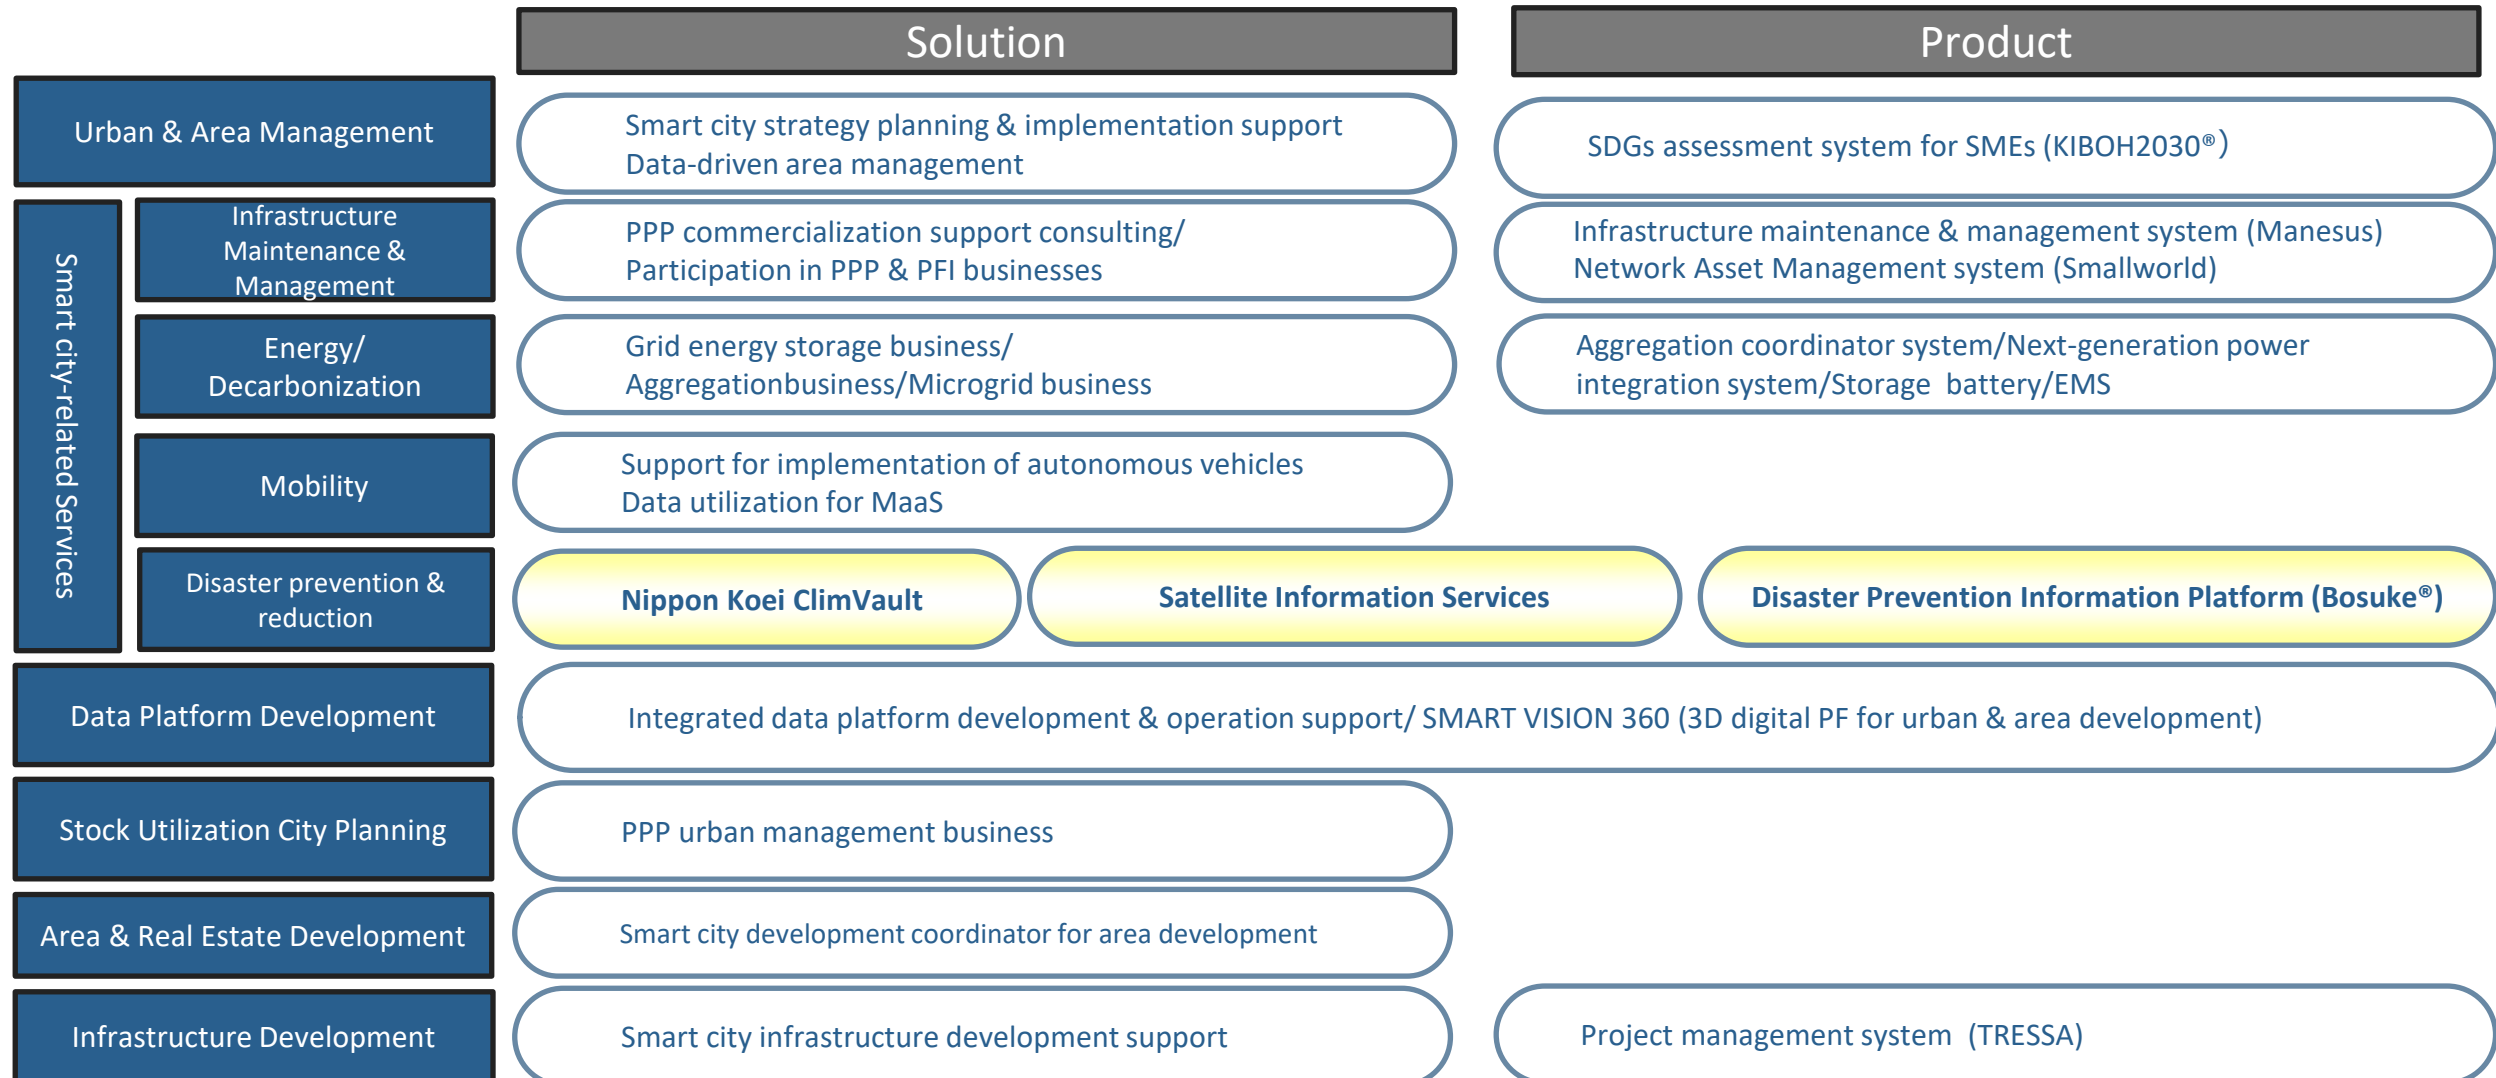 Solution
Product
Urban & Area Management
Smart city strategy planning & implementation support
Data-driven area management
SDGs assessment system for SMEs (KIBOH2030®)
Smart city-related Services
Infrastructure
Maintenance &
Management
PPP commercialization support consulting/
Participation in PPP & PFI businesses
Infrastructure maintenance & management system (Manesus)
Network Asset Management system (Smallworld)
Energy/
Decarbonization
Grid energy storage business/
Aggregationbusiness/Microgrid business
Aggregation coordinator system/Next-generation power
integration system/Storage battery/EMS
Mobility
Support for implementation of autonomous vehicles
Data utilization for MaaS
Disaster prevention &
reduction
Nippon Koei ClimVault
Satellite Information Services
Disaster Prevention Information Platform (Bosuke®)
Data Platform Development
Integrated data platform development & operation support/ SMART VISION 360 (3D digital PF for urban & area development)
Stock Utilization City Planning
PPP urban management business
Area & Real Estate Development
Smart city development coordinator for area development
Infrastructure Development
Smart city infrastructure development support
Project management system (TRESSA)